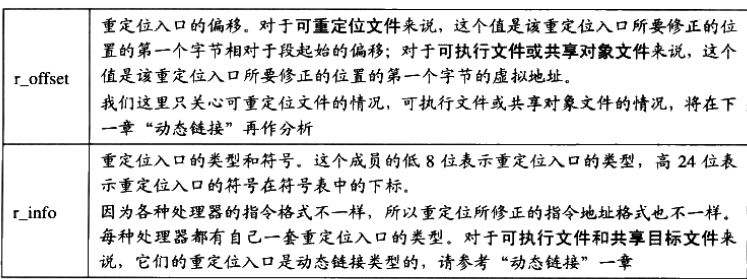 重定位入口的偏移。对于可重定位文件来说，这个值是该重定位入口所要修正的位
置的第一个字节相对于段起始的偏移；对于可执行文件或共享对象文件来说，这个
r_offset
值是该重定位入口所要修正的位置的第一个字节的虚拟地址。
我们这里只关心可重定位文件的情况，可执行文件或共享对象文件的情况，将在下
一章“动态链接”再作分析
重定位入口的类型和符号。这个成员的低 8 位表示重定位入口的类型，高 24 位表
示重定位入口的符号在符号表中的下标。
r_info
因为各种处理器的指令格式不一样，所以重定位所修正的指令地址格式也不一样。
每种处理器都有自己一套重定位入口的类型。对于可执行文件和共享目标文件来
说，它们的重定位入口是动态链接类型的，请参考“动态链接”一章